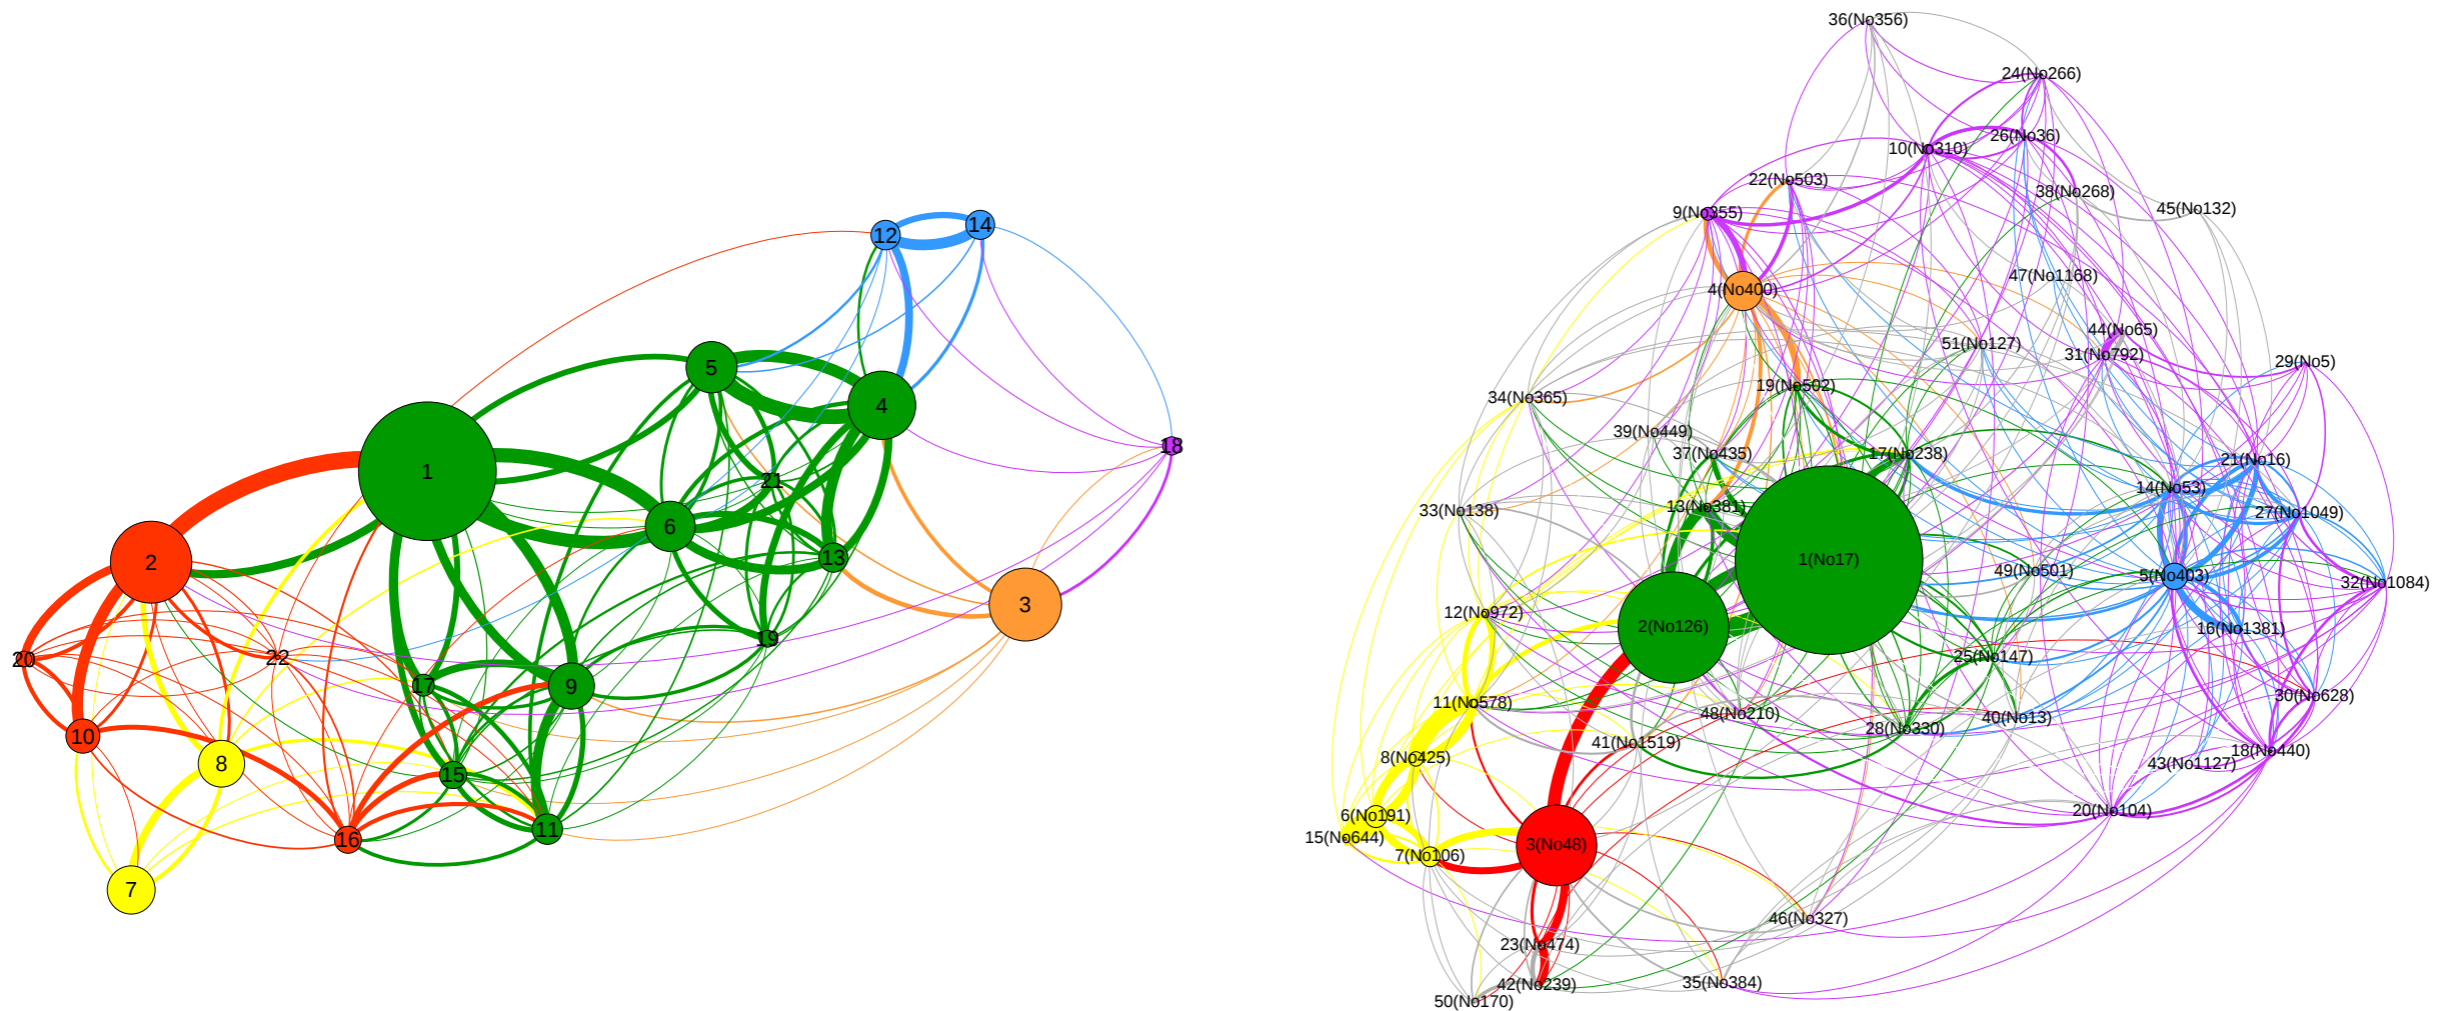 12
14
5
4
18
1
21
6
13
2
3
19
22
20
17
9
10
8
15
11
16
7
36(No356)
24(No266)
26(No36)
10(No310)
22(No503)
38(No268)
9(No355)
45(No132)
47(No1168)
4(No400)
44(No65)
51(No127)
31(No792)
29(No5)
19(No502)
34(No365)
39(No449)
37(No435)
17(No238)
21(No16)
14(No53)
33(No138)
13(No381)
27(No1049)
1(No17)
49(No501)
5(No403)
32(No1084)
12(No972)
2(No126)
16(No1381)
25(No147)
30(No628)
11(No578)
48(No210)
40(No13)
28(No330)
41(No1519)
18(No440)
8(No425)
43(No1127)
20(No104)
6(No191)
15(No644)
3(No48)
7(No106)
46(No327)
23(No474)
42(No239)
35(No384)
50(No170)